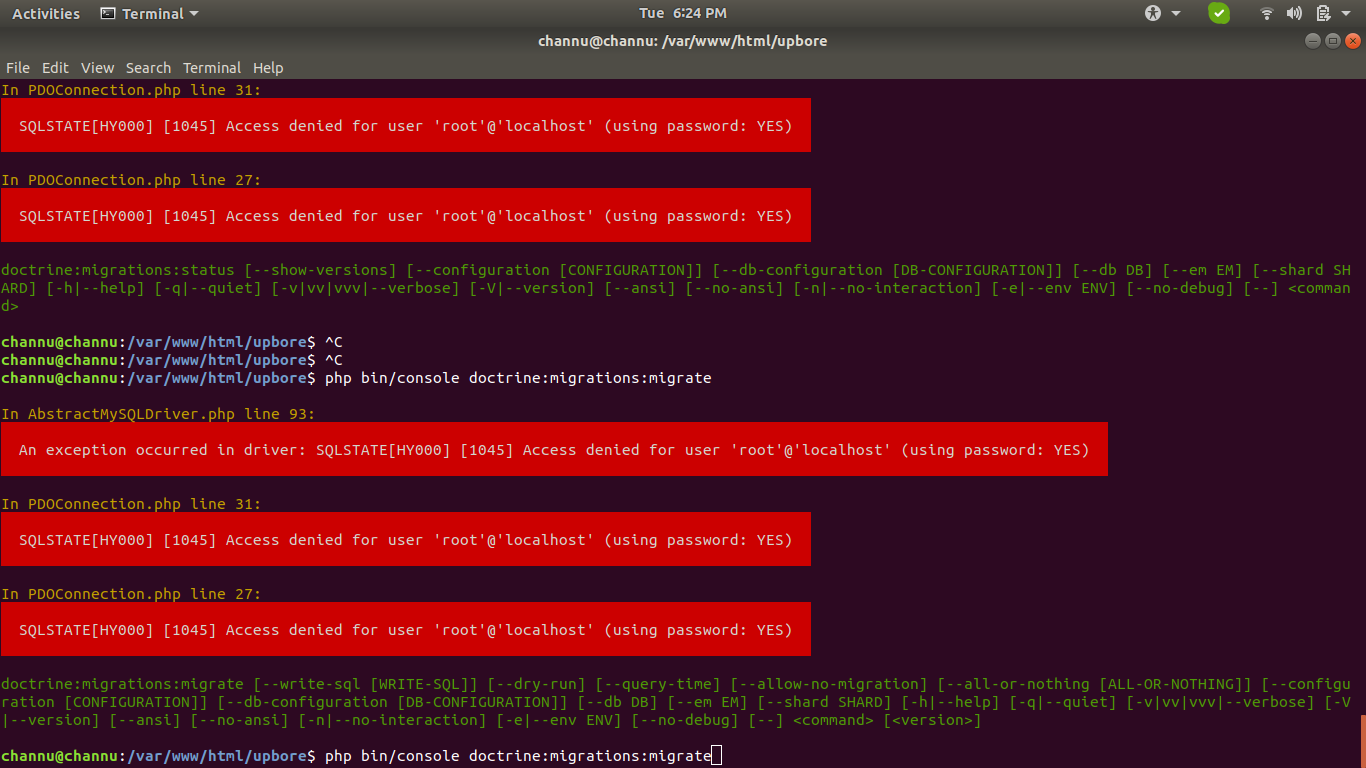 Activities Terminal Tue 6:24 PM
channu@channu: /var/www/html/upbore
File Edit View Search Terminal Help
In PDOConnection.php line 31:
SQLSTATE[HY000] [1045] Access denied for user 'root'@'localhost' (using password: YES)
In PDOConnection.php line 27:
SQLSTATE[HY000] [1045] Access denied for user 'root'@'localhost' (using password: YES)
doctrine:migrations:status [--show-versions] [--configuration [CONFIGURATION]] [--db-configuration [DB-CONFIGURATION]] [--db DB] [--em EM] [--shard SH
ARD] [-h|--help] [-q|--quiet] [-v|vv|vvv|--verbose] [-V|--version] [--ansi] [--no-ansi] [-n|--no-interaction] [-e|--env ENV] [--no-debug] [--] <comman
d>
channu@channu:/var/www/html/upbore$ ^C
channu@channu:/var/www/html/upbore$ ^C
channu@channu:/var/www/html/upbore$ php bin/console doctrine:migrations:migrate
In AbstractMySQLDriver.php line 93:
An exception occurred in driver: SQLSTATE[HY000] [1045] Access denied for user 'root'@'localhost' (using password: YES)
In PDOConnection.php line 31:
SQLSTATE[HY000] [1045] Access denied for user 'root'@'localhost' (using password: YES)
In PDOConnection.php line 27:
SQLSTATE[HY000] [1045] Access denied for user 'root'@'localhost' (using password: YES)
doctrine:migrations:migrate [--write-sql [WRITE-SQL]] [--dry-run] [--query-time] [--allow-no-migration] [--all-or-nothing [ALL-OR-NOTHING]] [--configu
ration [CONFIGURATION]] [--db-configuration [DB-CONFIGURATION]] [--db DB] [--em EM] [--shard SHARD] [-h|--help] [-q|--quiet] [-v|vv|vvv|--verbose] [-V
|--version] [--ansi] [--no-ansi] [-n|--no-interaction] [-e|--env ENV] [--no-debug] [--] <command> [<version>]
channu@channu:/var/www/html/upbore$ php bin/console doctrine:migrations:migrate